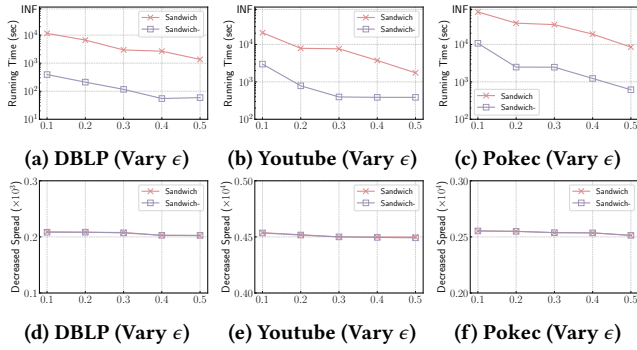 INF
10^4
10^3
10^2
10^1
Running Time (sec)
Sandwich
Sandwich-
0.1 0.2 0.3 0.4 0.5
(a) DBLP (Vary ϵ)
INF
10^4
10^3
10^2
Running Time (sec)
Sandwich
Sandwich-
0.1 0.2 0.3 0.4 0.5
(b) Youtube (Vary ϵ)
INF
10^4
10^3
10^2
Running Time (sec)
Sandwich
Sandwich-
0.1 0.2 0.3 0.4 0.5
(c) Pokec (Vary ϵ)
0.3
0.2
0.1
Decreased Spread (×10^3)
Sandwich
Sandwich-
0.1 0.2 0.3 0.4 0.5
(d) DBLP (Vary ϵ)
0.50
0.45
0.40
Decreased Spread (×10^4)
Sandwich
Sandwich-
0.1 0.2 0.3 0.4 0.5
(e) Youtube (Vary ϵ)
0.30
0.25
0.20
Decreased Spread (×10^4)
Sandwich
Sandwich-
0.1 0.2 0.3 0.4 0.5
(f) Pokec (Vary ϵ)